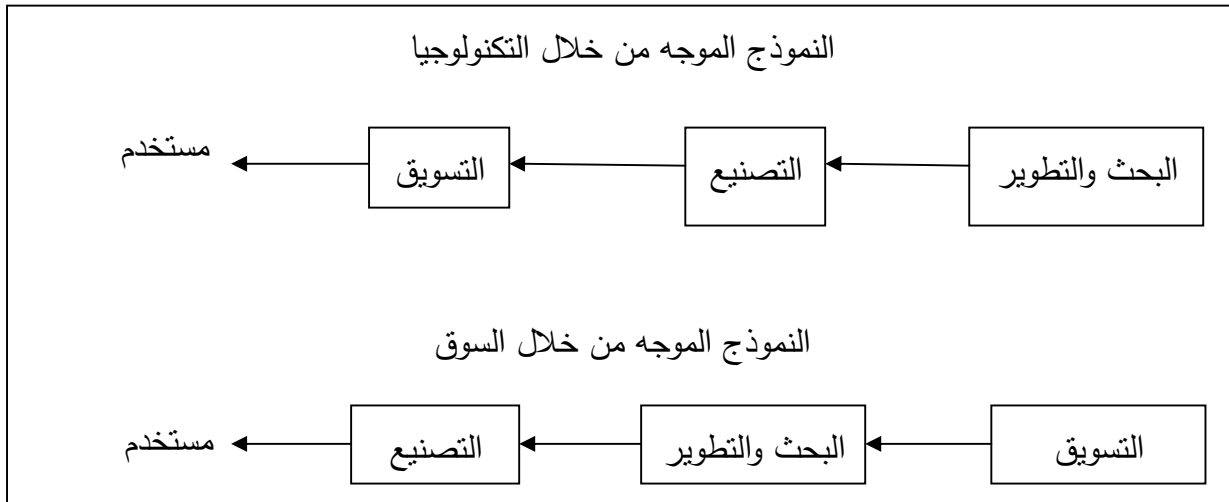 النموذج الموجه من خلال التكنولوجيا
البحث والتطوير التصنيع التسويق مستخدم
النموذج الموجه من خلال السوق
التسويق البحث والتطوير التصنيع مستخدم